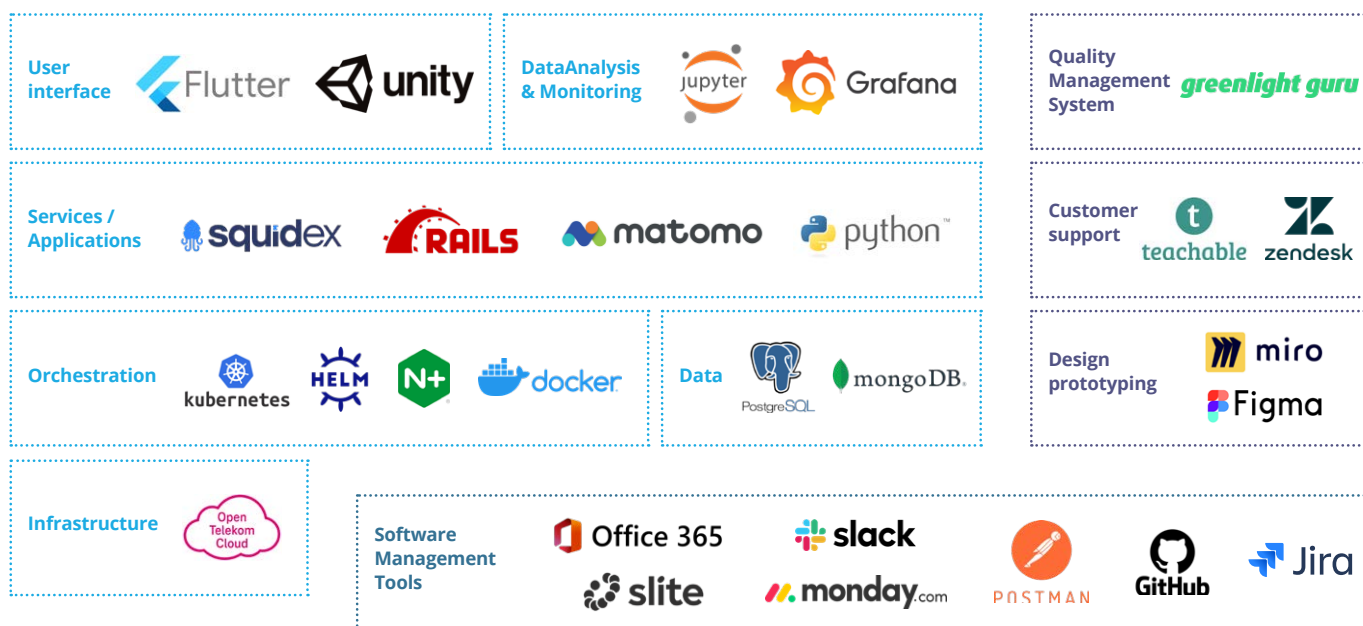 User
interface
Flutter
unity
DataAnalysis
& Monitoring
jupyter
Grafana
Quality
Management
System
greenlight guru
Services /
Applications
squidex
RAILS
matomo
python™
Customer
support
t
teachable
zendesk
Orchestration
kubernetes
HELM
N+
docker
Data
PostgreSQL
mongoDB®
Design
prototyping
miro
Figma
Infrastructure
Open
Telekom
Cloud
Software
Management
Tools
Office 365
slack
slite
monday.com
POSTMAN
GitHub
Jira